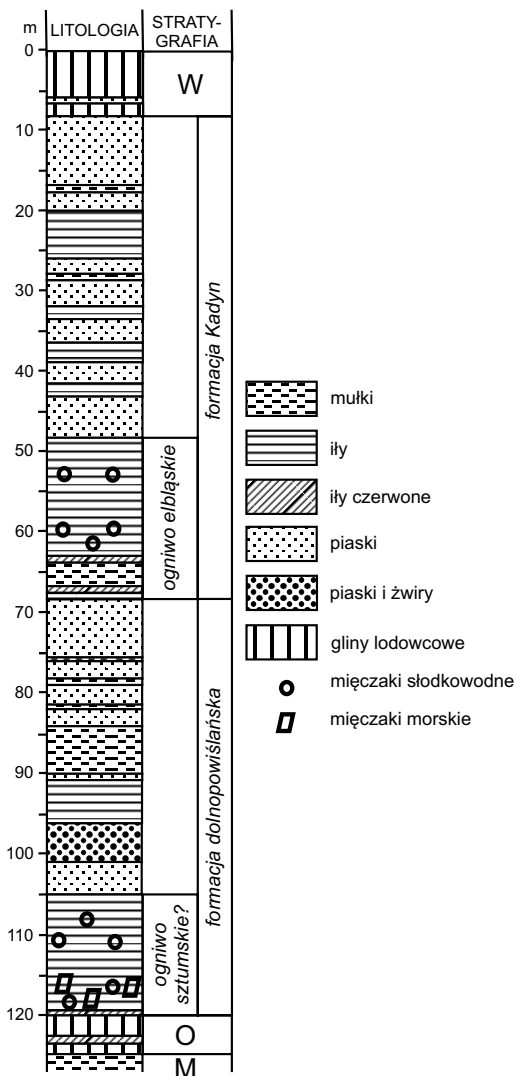 m
LITOLOGIA
STRATY-
GRAFIA
0
10
20
30
40
50
60
70
80
90
100
110
120
W
formacja Kadyn
ogniwo elbląskie
formacja dolnopowiślańska
ogniwo
sztumskie?
O
M
mułki
iły
iły czerwone
piaski
piaski i żwiry
gliny lodowcowe
mięczaki słodkowodne
mięczaki morskie